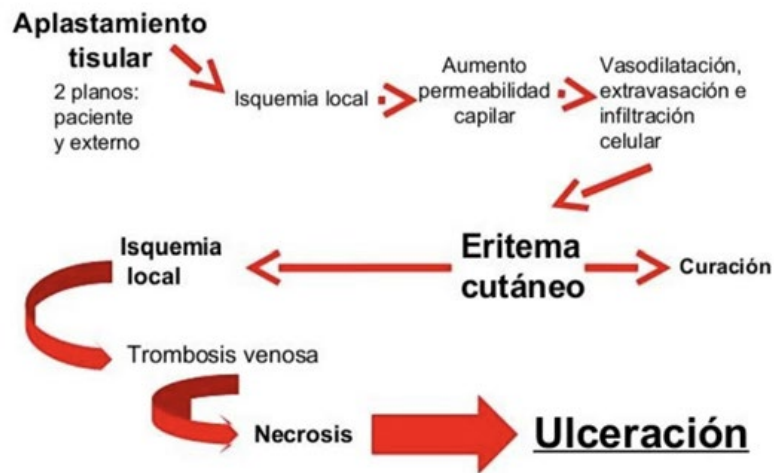 Aplastamiento
tisular
2 planos:
paciente
y externo
Isquemia local
Aumento
permeabilidad
capilar
Vasodilatación,
extravasación e
infiltración
celular
Eritema
cutáneo
Curación
Isquemia
local
Trombosis venosa
Necrosis
Ulceración